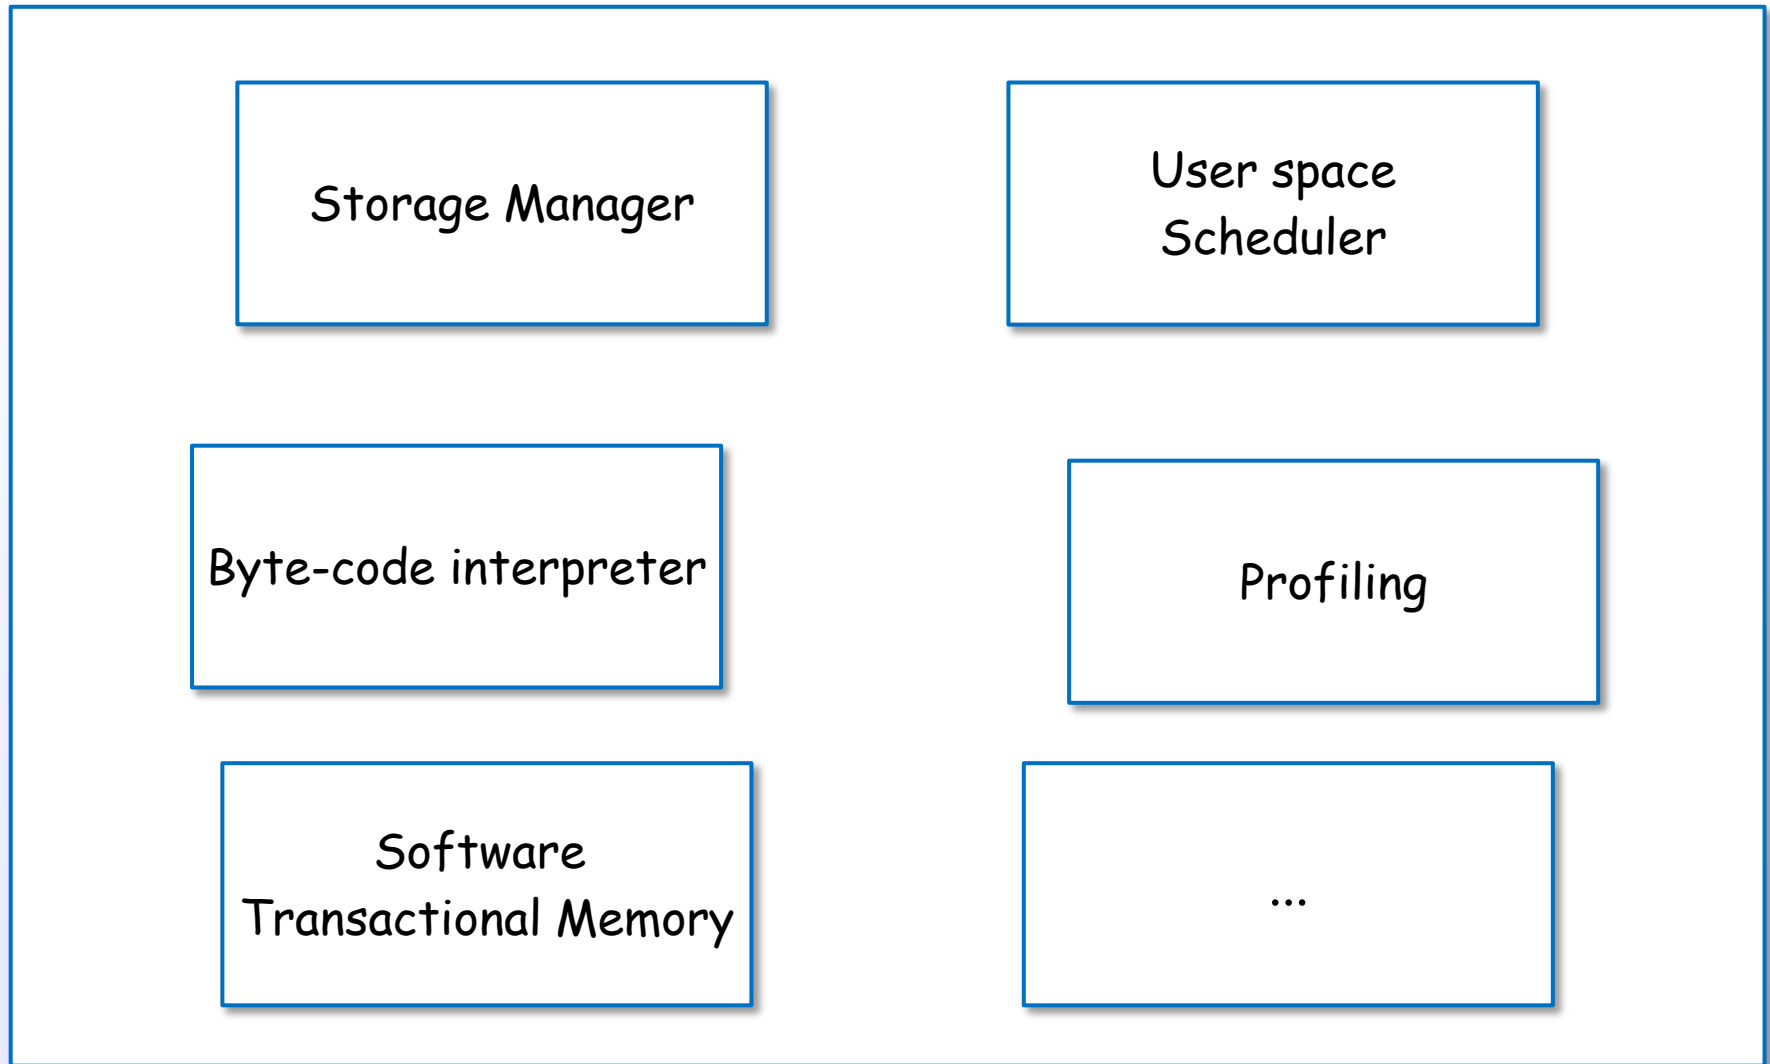 Storage Manager
User space
Scheduler
Byte-code interpreter
Profiling
Software
Transactional Memory
...